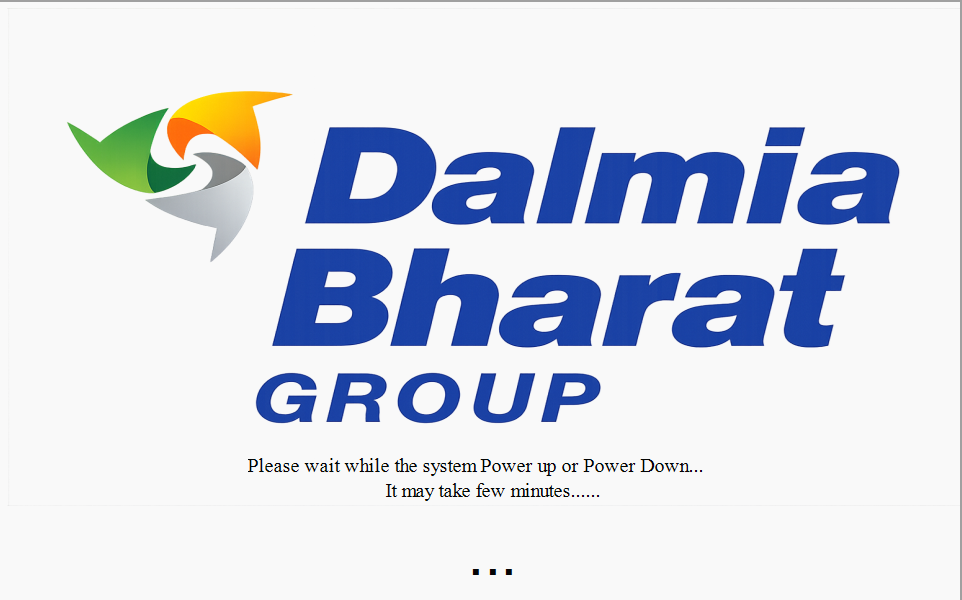 Dalmia
Bharat
GROUP
Please wait while the system Power up or Power Down...
It may take few minutes......
...